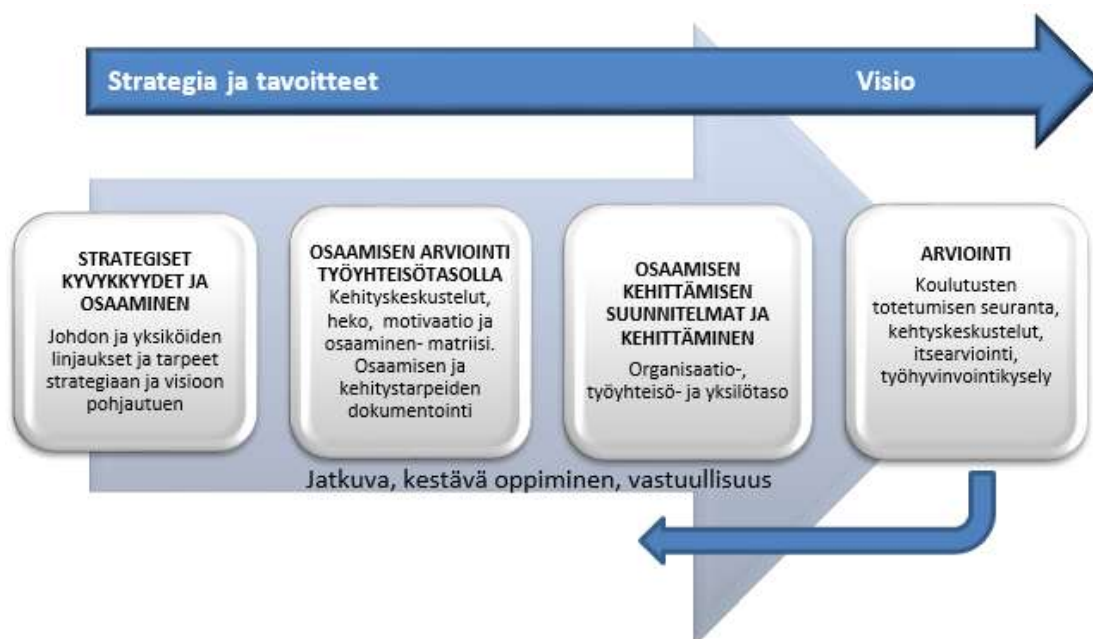 Strategia ja tavoitteet
Visio
STRATEGISET
KYVYKKYYDET JA
OSAAMINEN
Johdon ja yksiköiden
linjaukset ja tarpeet
strategiaan ja visioon
pohjautuen
OSAAMISEN ARVIOINTI
TYÖYHTEISÖTASOLLA
Kehityskeskustelut,
heko, motivaatio ja
osaaminen- matriisi.
Osaamisen ja
kehitystarpeiden
dokumentointi
OSAAMISEN
KEHITTÄMISEN
SUUNNITELMAT JA
KEHITTÄMINEN
Organisaatio-,
työyhteisö- ja yksilötaso
ARVIOINTI
Koulutusten
totetumisen seuranta,
kehtyskeskustelut,
itsearviointi,
työhyvinvointikysely
Jatkuva, kestävä oppiminen, vastuullisuus